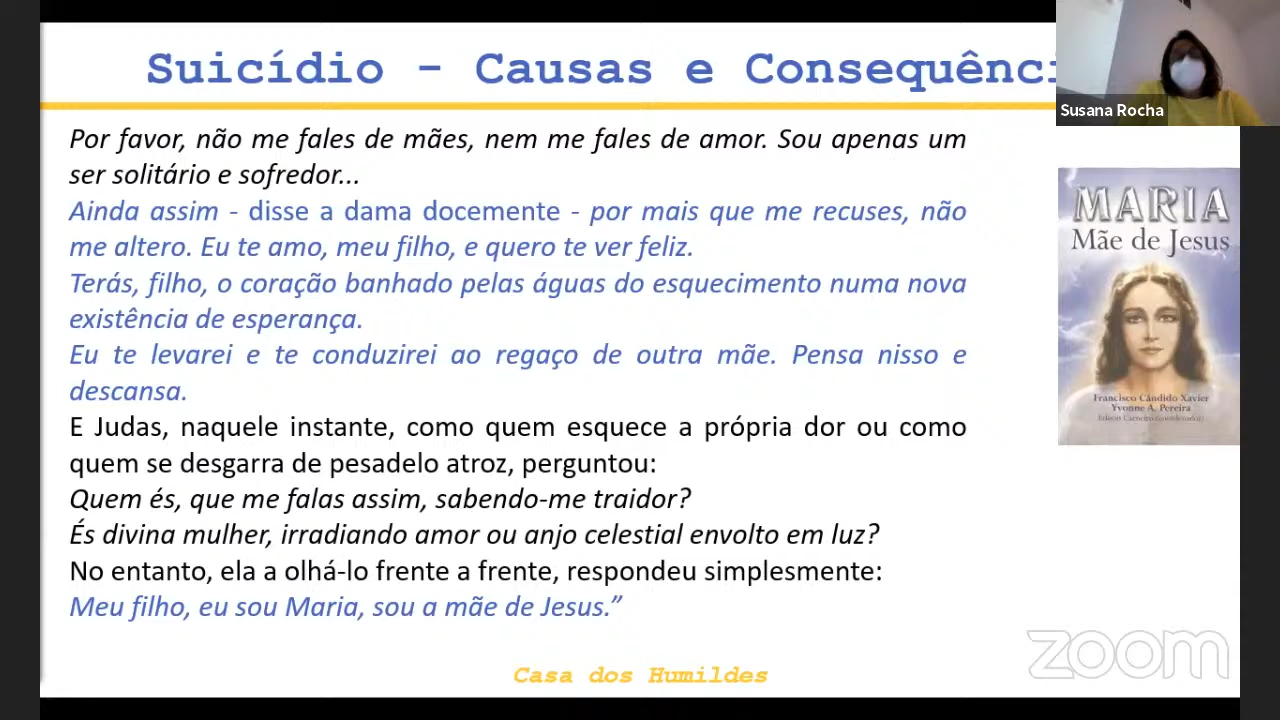 Suicídio - Causas e Consequênci
Susana Rocha
Por favor, não me fales de mães, nem me fales de amor. Sou apenas um
ser solitário e sofredor...
Ainda assim - disse a dama docemente - por mais que me recuses, não
me altero. Eu te amo, meu filho, e quero te ver feliz.
Terás, filho, o coração banhado pelas águas do esquecimento numa nova
existência de esperança.
Eu te levarei e te conduzirei ao regaço de outra mãe. Pensa nisso e
descansa.
E Judas, naquele instante, como quem esquece a própria dor ou como
quem se desgarra de pesadelo atroz, perguntou:
Quem és, que me falas assim, sabendo-me traidor?
És divina mulher, irradiando amor ou anjo celestial envolto em luz?
No entanto, ela a olhá-lo frente a frente, respondeu simplesmente:
Meu filho, eu sou Maria, sou a mãe de Jesus.”
MARIA
Mãe de Jesus
Francisco Cândido Xavier
Yvonne A. Pereira
Edison Carneiro
zoom
Casa dos Humildes